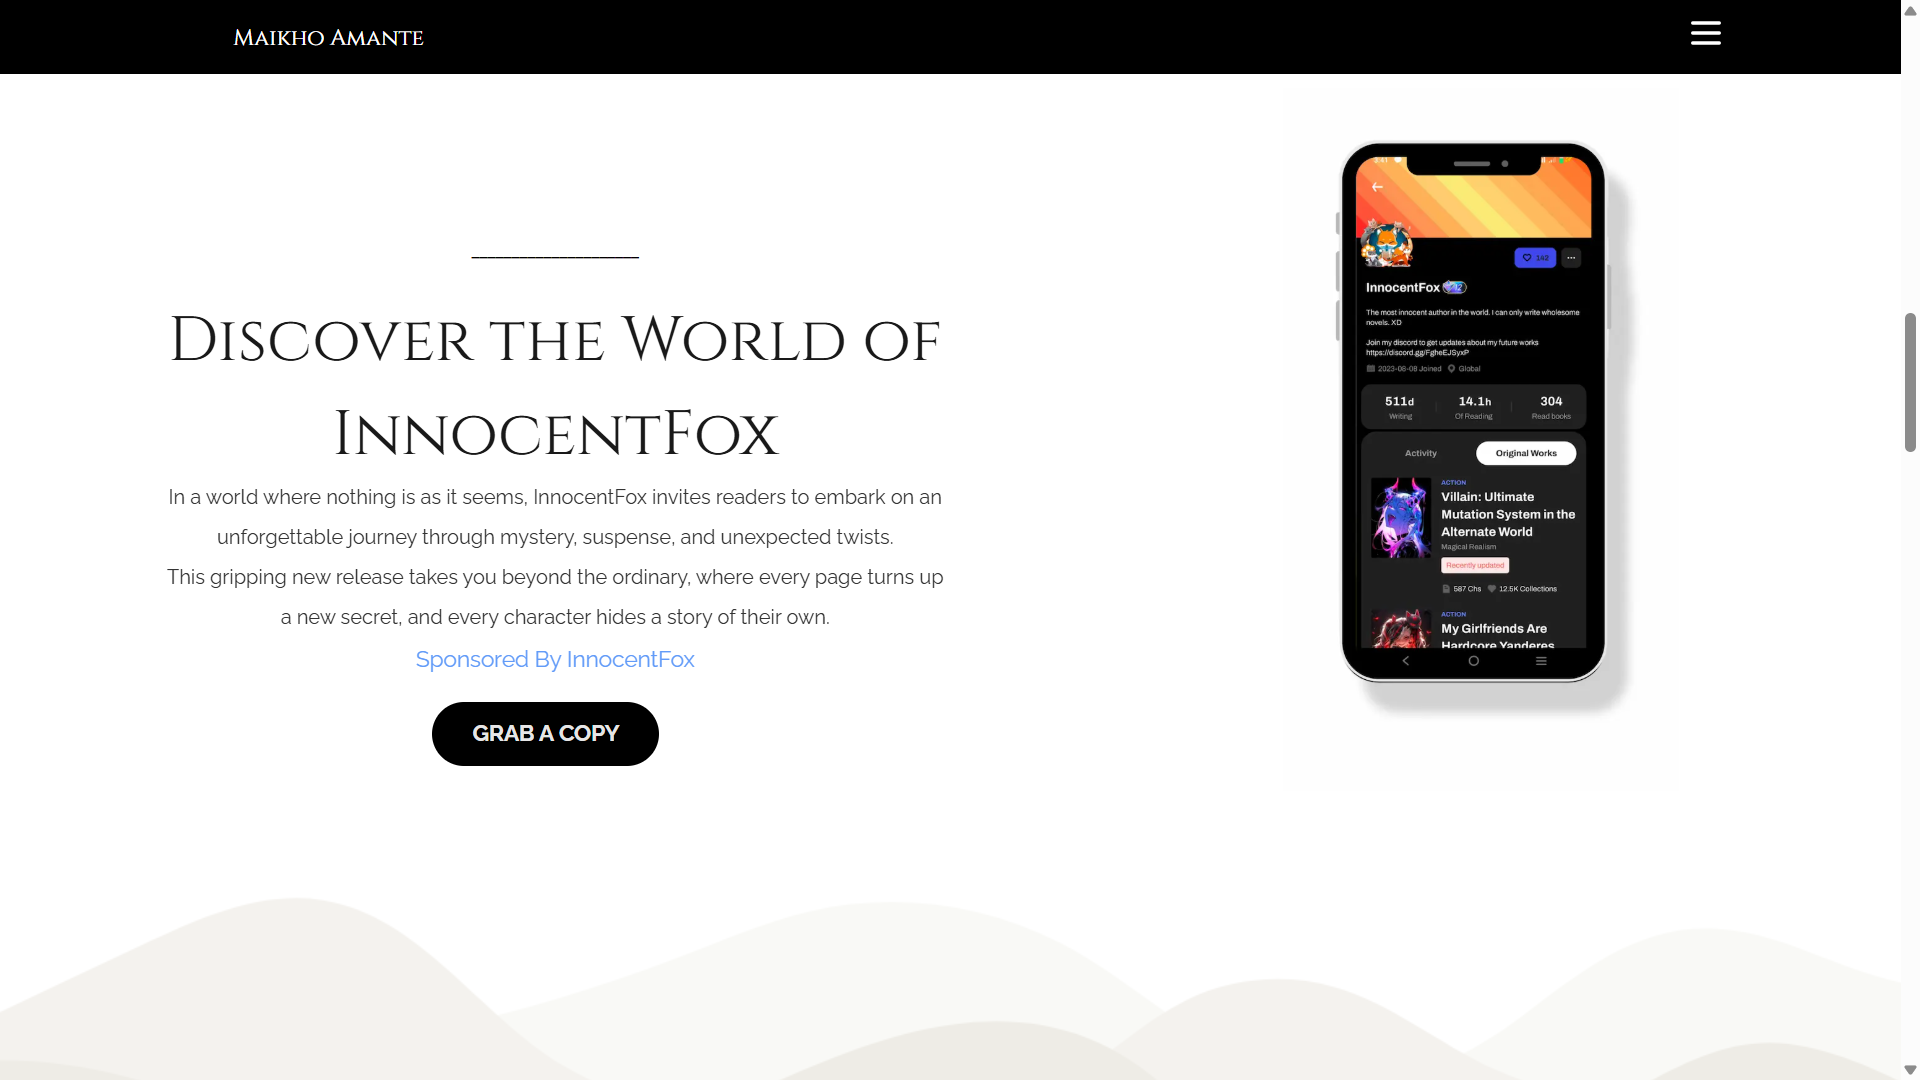 Maikho Amante
Discover the World of
InnocentFox
In a world where nothing is as it seems, InnocentFox invites readers to embark on an
unforgettable journey through mystery, suspense, and unexpected twists.
This gripping new release takes you beyond the ordinary, where every page turns up
a new secret, and every character hides a story of their own.
Sponsored By InnocentFox
GRAB A COPY
142
InnocentFox
The most innocent author in the world. I can only write wholesome
novels. XD
Join my discord to get updates about my future works
https://discord.gg/FgheEJSyxP
2023-08-08 Joined Global
511d 14.1h 304
Writing Of Reading Read books
Activity Original Works
ACTION
Villain: Ultimate
Mutation System in the
Alternate World
Magical Realism
Recently updated
587 Chs 12.5K Collections
ACTION
My Girlfriends Are
Hardcore Yanderes